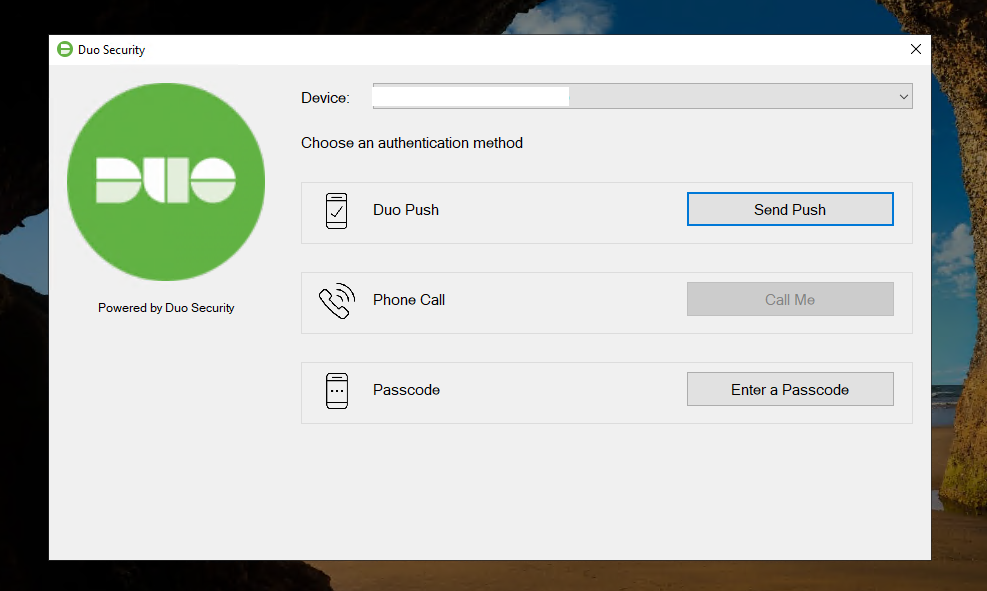 Duo Security
DUO
Powered by Duo Security
Device:
Choose an authentication method
Duo Push
Send Push
Phone Call
Call Me
Passcode
Enter a Passcode